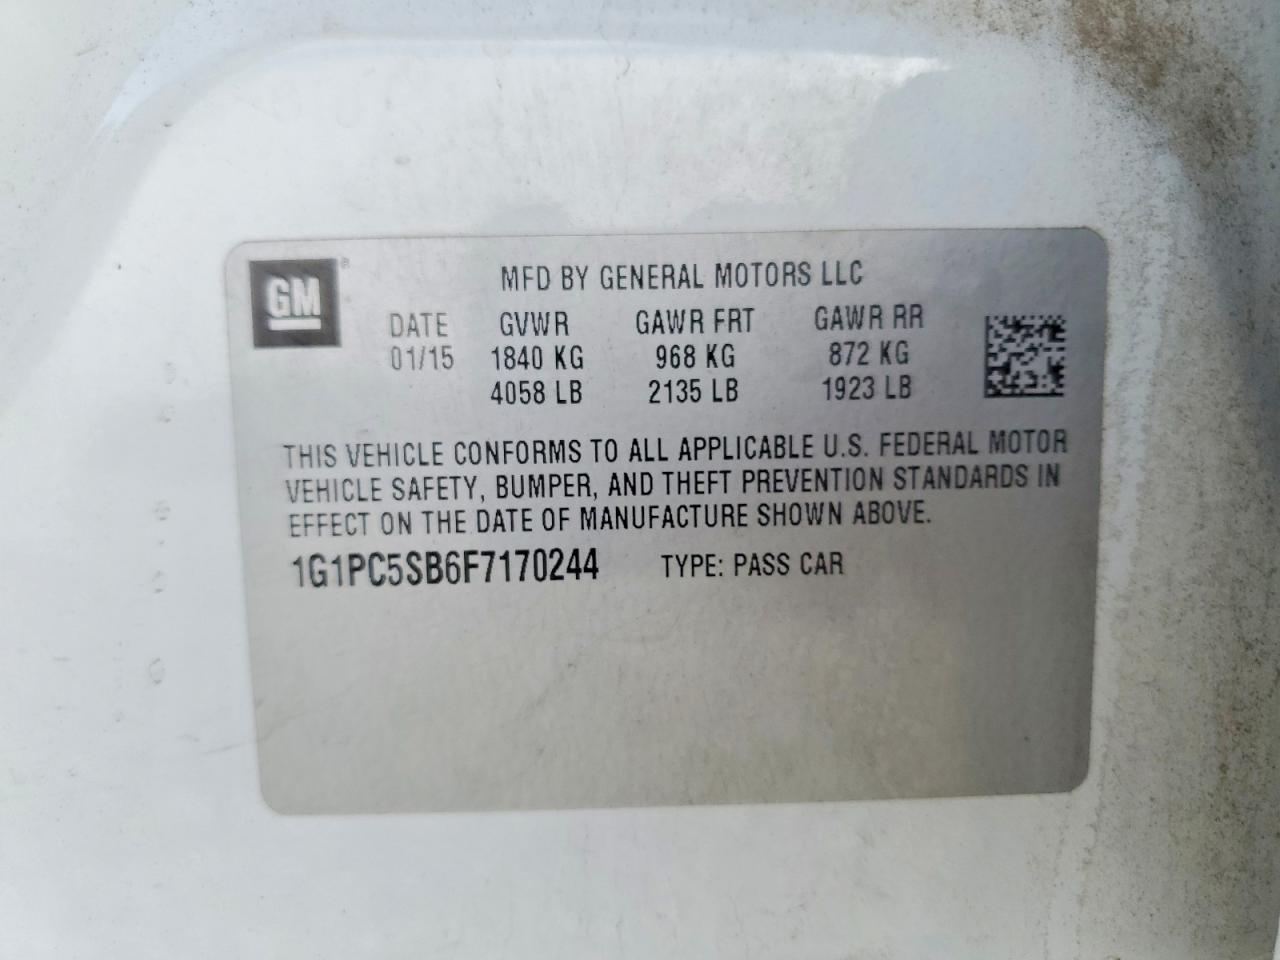 GM®
MFD BY GENERAL MOTORS LLC
DATE GVWR GAWR FRT GAWR RR
01/15 1840 KG 968 KG 872 KG
4058 LB 2135 LB 1923 LB
THIS VEHICLE CONFORMS TO ALL APPLICABLE U.S. FEDERAL MOTOR
VEHICLE SAFETY, BUMPER, AND THEFT PREVENTION STANDARDS IN
EFFECT ON THE DATE OF MANUFACTURE SHOWN ABOVE.
1G1PC5SB6F7170244 TYPE: PASS CAR